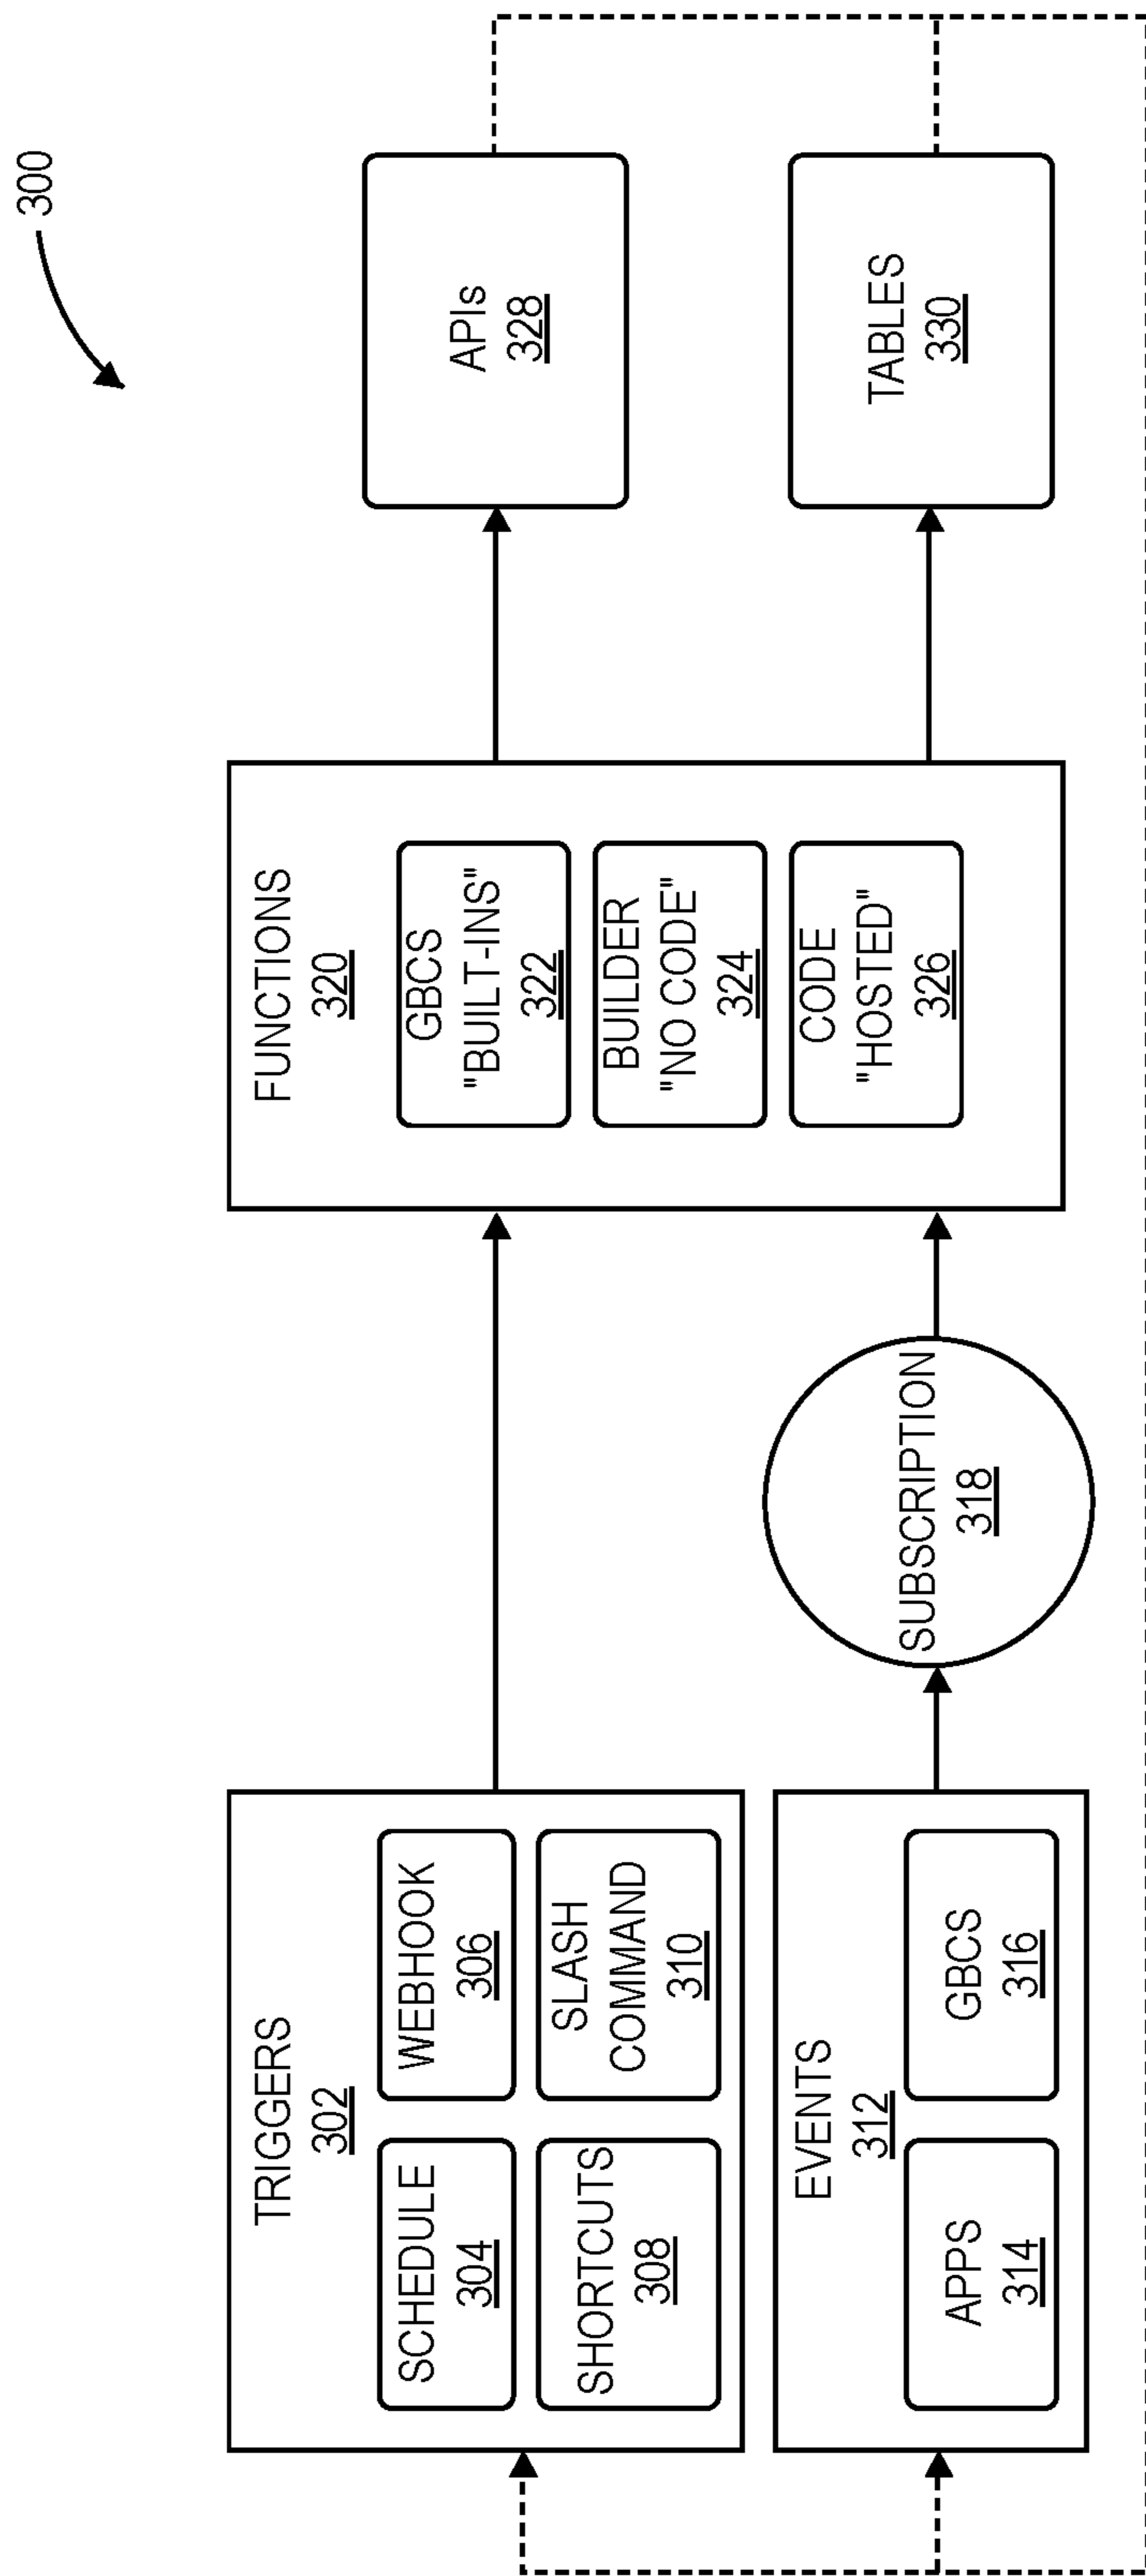 300
TRIGGERS
302
SCHEDULE
304
WEBHOOK
306
SHORTCUTS
308
SLASH
COMMAND
310
EVENTS
312
APPS
314
GBCS
316
SUBSCRIPTION
318
FUNCTIONS
320
GBCS
"BUILT-INS"
322
BUILDER
"NO CODE"
324
CODE
"HOSTED"
326
APIs
328
TABLES
330